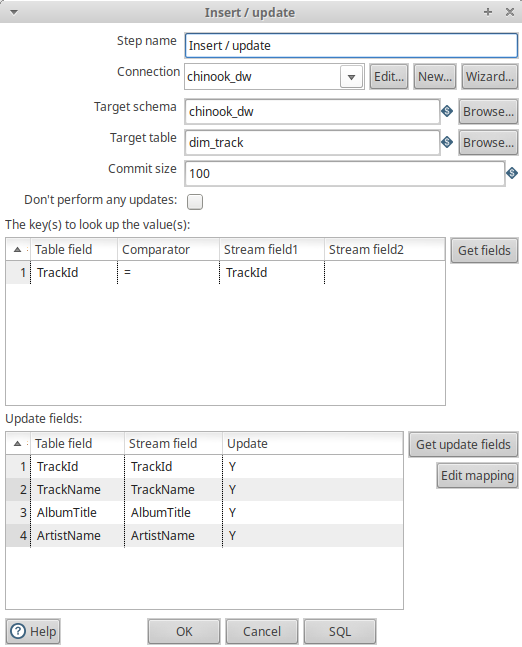 Insert / update
Step name Insert / update
Connection chinook_dw Edit... New... Wizard...
Target schema chinook_dw Browse...
Target table dim_track Browse...
Commit size 100
Don't perform any updates:
The key(s) to look up the value(s):
Table field Comparator Stream field1 Stream field2 Get fields
1 TrackId = TrackId
Update fields:
Table field Stream field Update Get update fields
1 TrackId TrackId Y Edit mapping
2 TrackName TrackName Y
3 AlbumTitle AlbumTitle Y
4 ArtistName ArtistName Y
Help OK Cancel SQL